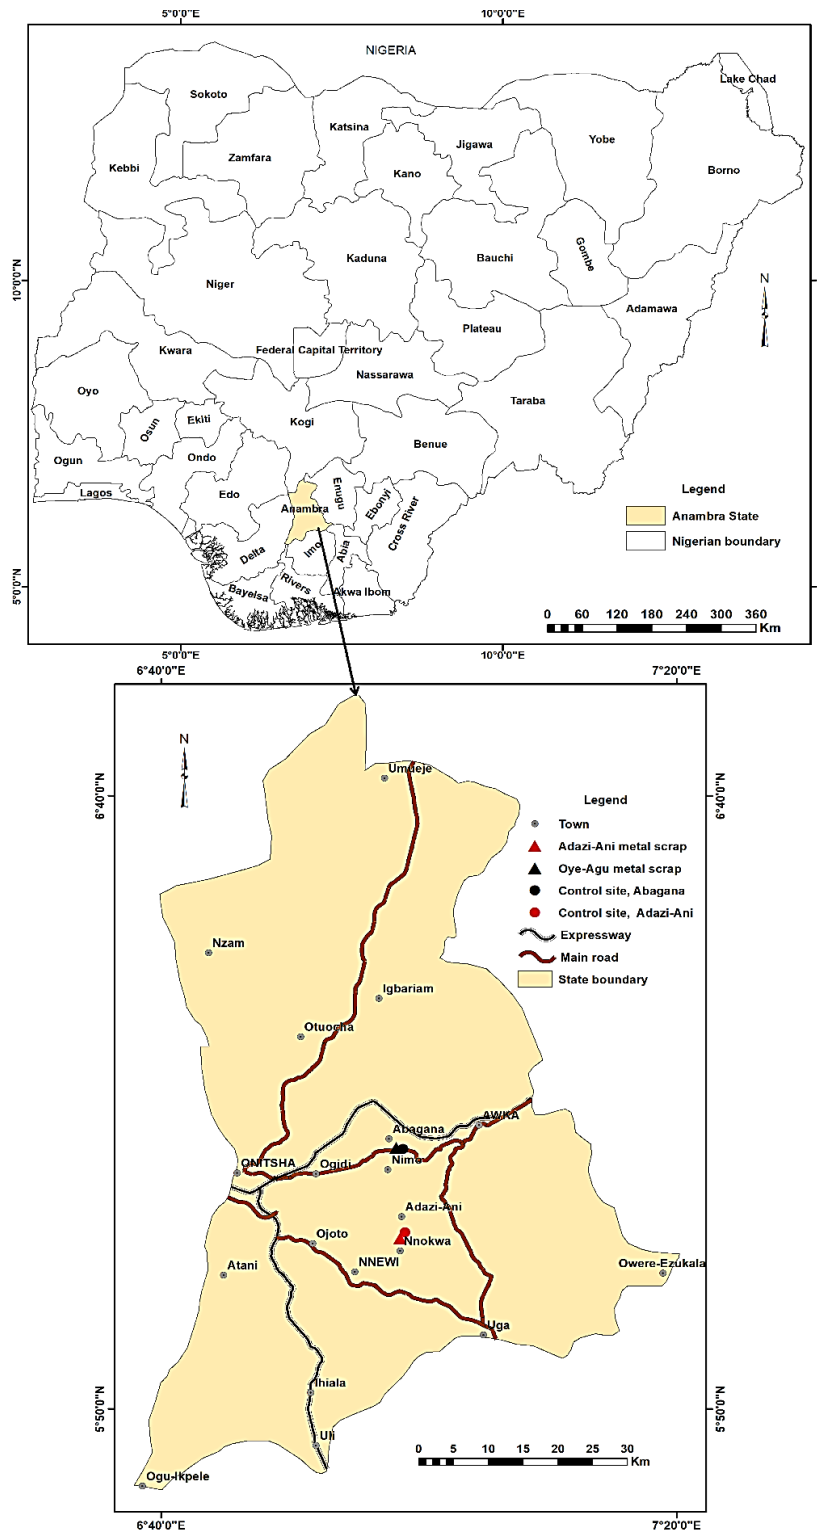 5°0'0"E
10°0'0"E
NIGERIA
Lake Chad
Sokoto
Katsina
Jigawa
Yobe
Zamfara
Kebbi
Kano
Borno
Kaduna
Bauchi
Gombe
10°0'0"N
10°0'0"N
Niger
N
Adamawa
Plateau
Kwara
Federal Capital Territory
Nassarawa
Oyo
Taraba
Osun
Ekiti
Kogi
Benue
Ogun
Ondo
Lagos
Edo
Enugu
Ebonyi
Cross River
Anambra
Legend
Anambra State
Nigerian boundary
Delta
Imo
Abia
5°0'0"N
Bayelsa
Rivers
Akwa Ibom
0 60 120 180 240 300 360
Km
5°0'0"E
10°0'0"E
6°40'0"E
7°20'0"E
N
Umueje
6°40'0"N
6°40'0"N
Legend
Town
Adazi-Ani metal scrap
Oye-Agu metal scrap
Control site, Abagana
Control site, Adazi-Ani
Expressway
Main road
State boundary
Nzam
Igbariam
Otuocha
AWKA
Abagana
ONITSHA
Ogidi
Nimo
Adazi-Ani
Ojoto
Nnokwa
Atani
NNEWI
Owere-Ezukala
Uga
Ihiala
5°50'0"N
5°50'0"N
Uli
0 5 10 15 20 25 30
Km
Ogu-Ikpele
6°40'0"E
7°20'0"E